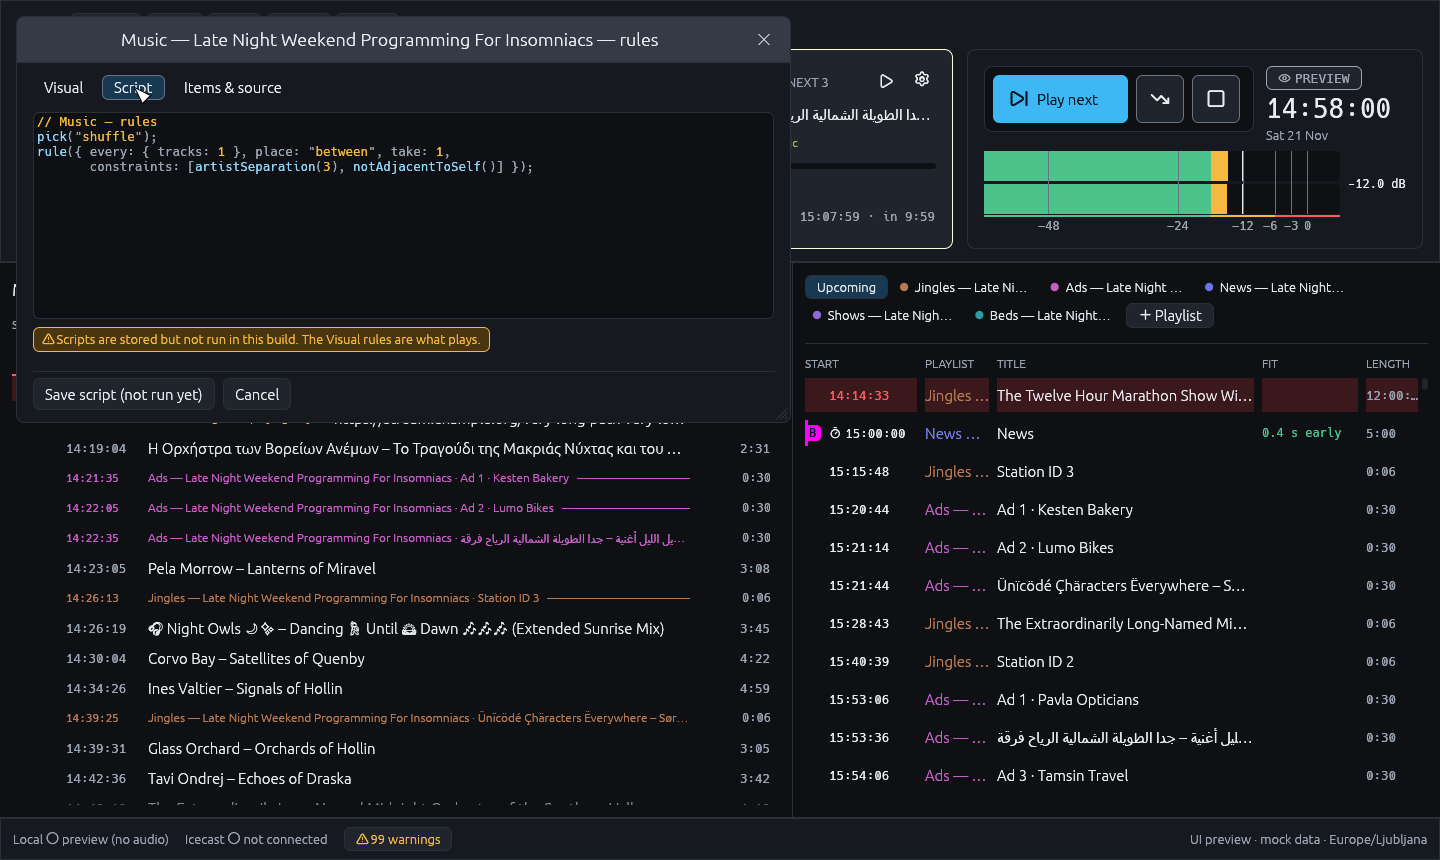 Music — Late Night Weekend Programming For Insomniacs — rules
Visual
Script
Items & source
// Music — rules
pick("shuffle");
rule({ every: { tracks: 1 }, place: "between", take: 1,
constraints: [artistSeparation(3), notAdjacentToSelf()] });
Scripts are stored but not run in this build. The Visual rules are what plays.
Save script (not run yet)
Cancel
NEXT 3
جدا الطويلة الشمالية الرياح…
15:07:59 · in 9:59
Play next
PREVIEW
14:58:00
Sat 21 Nov
-12.0 dB
-48
-24
-12
-6
-3
0
14:19:04 Η Ορχήστρα των Βορείων Ανέμων – Το Τραγούδι της Μακριάς Νύχτας και του … 2:31
14:21:35 Ads — Late Night Weekend Programming For Insomniacs · Ad 1 · Kesten Bakery 0:30
14:22:05 Ads — Late Night Weekend Programming For Insomniacs · Ad 2 · Lumo Bikes 0:30
14:22:35 Ads — Late Night Weekend Programming For Insomniacs · فرقة الرياح الشمالية الطويلة جدا – أغنية الليل… 0:30
14:23:05 Pela Morrow – Lanterns of Miravel 3:08
14:26:13 Jingles — Late Night Weekend Programming For Insomniacs · Station ID 3 0:06
14:26:19 🎧 Night Owls 🌙✨ – Dancing 💃 Until 🌅 Dawn 🎶🎶🎶 (Extended Sunrise Mix) 3:45
14:30:04 Corvo Bay – Satellites of Quenby 4:22
14:34:26 Ines Valtier – Signals of Hollin 4:59
14:39:25 Jingles — Late Night Weekend Programming For Insomniacs · Ünïcödé Çhäracters Ëverywhere – Sør… 0:06
14:39:31 Glass Orchard – Orchards of Hollin 3:05
14:42:36 Tavi Ondrej – Echoes of Draska 3:42
Upcoming
Jingles — Late Ni…
Ads — Late Night …
News — Late Night…
Shows — Late Nigh…
Beds — Late Night…
Playlist
START PLAYLIST TITLE FIT LENGTH
14:14:33 Jingles … The Twelve Hour Marathon Show Wi… 12:00:…
B 15:00:00 News … News 0.4 s early 5:00
15:15:48 Jingles … Station ID 3 0:06
15:20:44 Ads — … Ad 1 · Kesten Bakery 0:30
15:21:14 Ads — … Ad 2 · Lumo Bikes 0:30
15:21:44 Ads — … Ünïcödé Çhäracters Ëverywhere – S… 0:30
15:28:43 Jingles … The Extraordinarily Long-Named Mi… 0:06
15:40:39 Jingles … Station ID 2 0:06
15:53:06 Ads — … Ad 1 · Pavla Opticians 0:30
15:53:36 Ads — … فرقة الرياح الشمالية الطويلة جدا – أغنية الليل… 0:30
15:54:06 Ads — … Ad 3 · Tamsin Travel 0:30
Local preview (no audio)
Icecast not connected
99 warnings
UI preview · mock data · Europe/Ljubljana